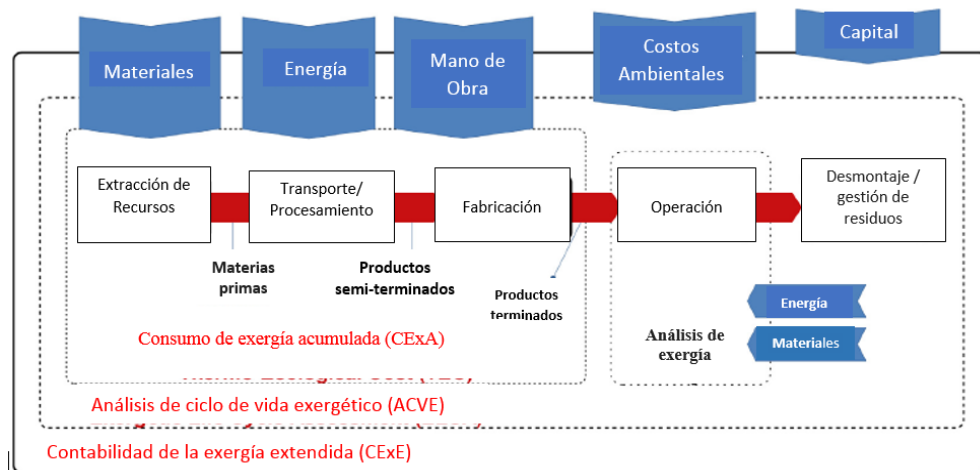 Materiales
Energía
Mano de
Obra
Costos
Ambientales
Capital
Extracción de
Recursos
Transporte/
Procesamiento
Fabricación
Operación
Desmontaje /
gestión de
residuos
Materias
primas
Productos
semi-terminados
Productos
terminados
Energía
Materiales
Análisis de
exergía
Consumo de exergía acumulada (CExA)
Análisis de ciclo de vida exergético (ACVE)
Contabilidad de la exergía extendida (CExE)